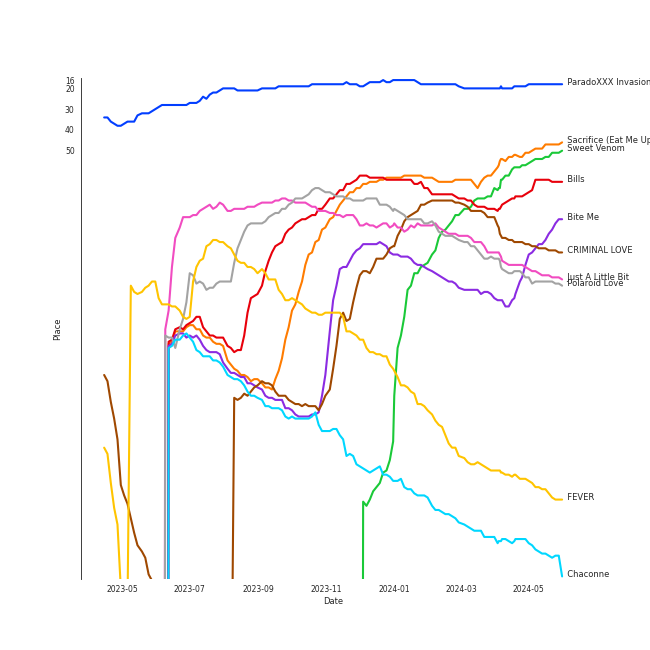 16
20
30
40
50
Place
ParadoXXX Invasion
Sacrifice (Eat Me Up
Sweet Venom
Bills
Bite Me
CRIMINAL LOVE
Just A Little Bit
Polaroid Love
FEVER
Chaconne
2023-05 2023-07 2023-09 2023-11 2024-01 2024-03 2024-05
Date